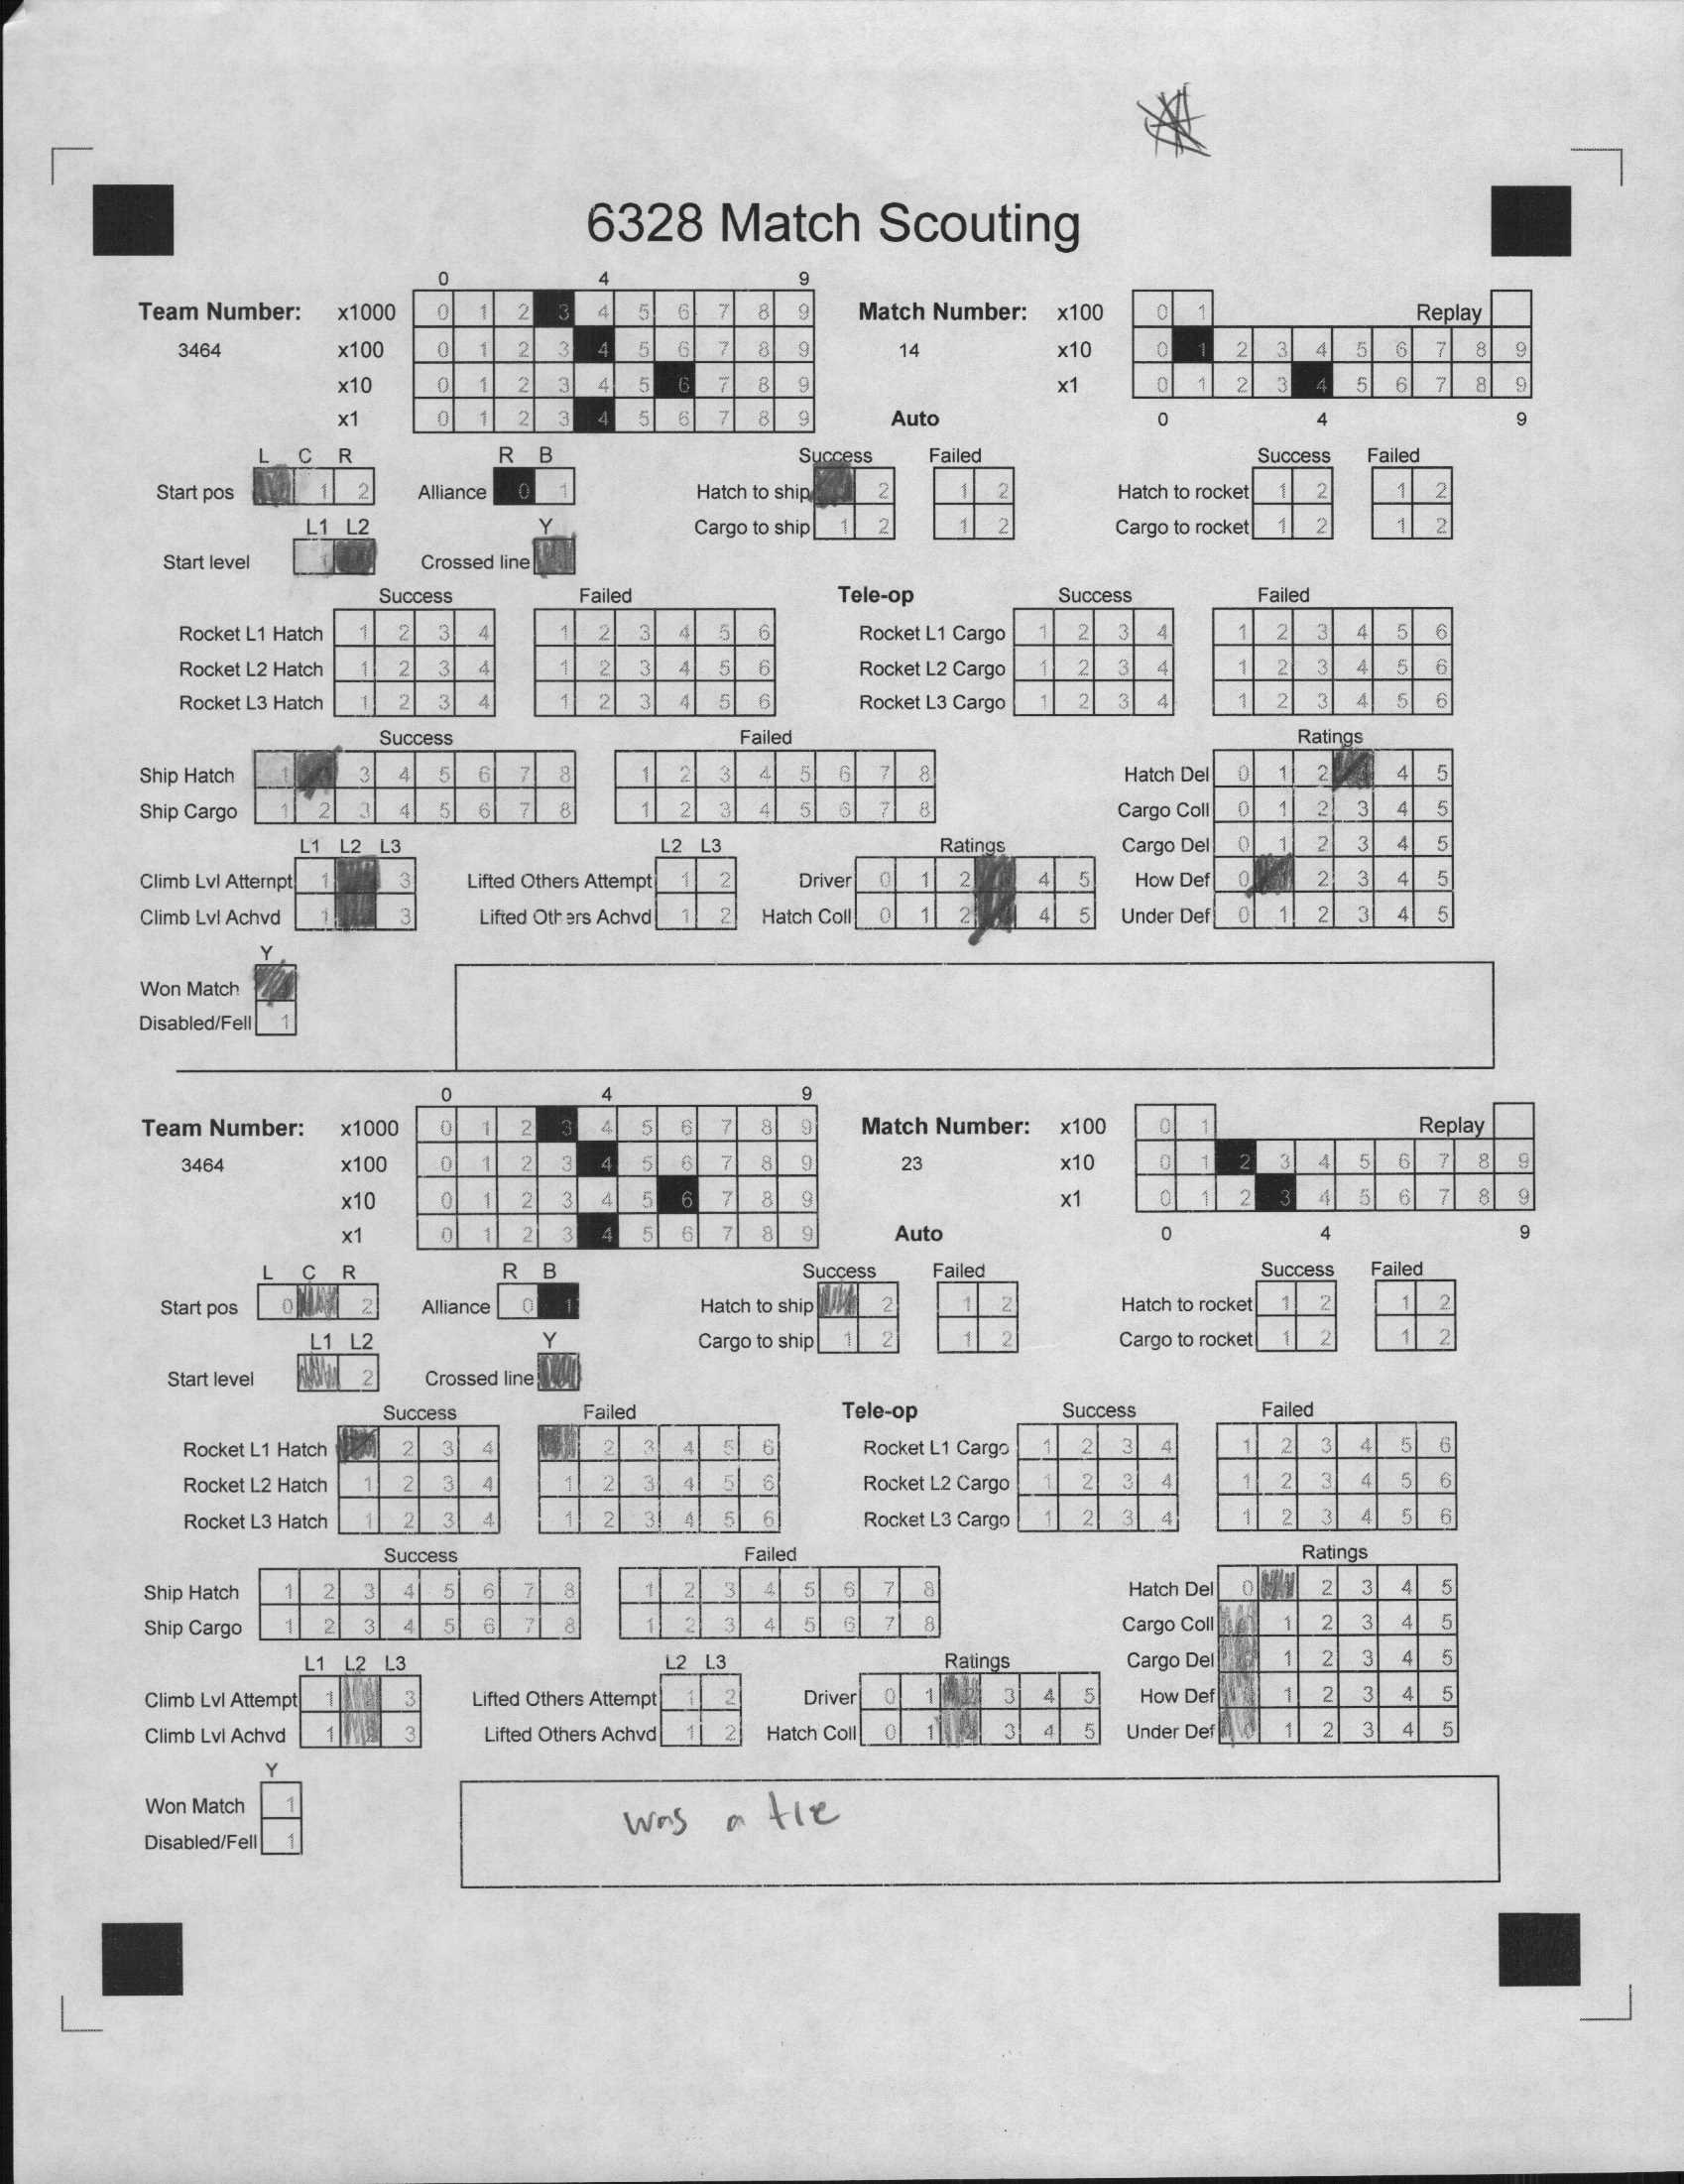 6328 Match Scouting
0 4 9
Team Number: x1000 0 1 2 3 4 5 6 7 8 9 Match Number: x100 0 1 Replay
3464 x100 0 1 2 3 4 5 6 7 8 9 14 x10 0 1 2 3 4 5 6 7 8 9
x10 0 1 2 3 4 5 6 7 8 9 x1 0 1 2 3 4 5 6 7 8 9
x1 0 1 2 3 4 5 6 7 8 9 Auto 0 4 9
L C R R B Success Failed Success Failed
Start pos 1 2 Alliance 0 1 Hatch to ship 2 1 2 Hatch to rocket 1 2 1 2
L1 L2 Y Cargo to ship 1 2 1 2 Cargo to rocket 1 2 1 2
Start level Crossed line
Success Failed Tele-op Success Failed
Rocket L1 Hatch 1 2 3 4 1 2 3 4 5 6 Rocket L1 Cargo 1 2 3 4 1 2 3 4 5 6
Rocket L2 Hatch 1 2 3 4 1 2 3 4 5 6 Rocket L2 Cargo 1 2 3 4 1 2 3 4 5 6
Rocket L3 Hatch 1 2 3 4 1 2 3 4 5 6 Rocket L3 Cargo 1 2 3 4 1 2 3 4 5 6
Success Failed Ratings
Ship Hatch 1 3 4 5 6 7 8 1 2 3 4 5 6 7 8 Hatch Del 0 1 2 4 5
Ship Cargo 1 2 3 4 5 6 7 8 1 2 3 4 5 6 7 8 Cargo Coll 0 1 2 3 4 5
L1 L2 L3 L2 L3 Ratings Cargo Del 0 1 2 3 4 5
Climb Lvl Attempt 1 3 Lifted Others Attempt 1 2 Driver 0 1 2 4 5 How Def 0 2 3 4 5
Climb Lvl Achvd 1 3 Lifted Others Achvd 1 2 Hatch Coll 0 1 2 4 5 Under Def 0 1 2 3 4 5
Y
Won Match
Disabled/Fell 1
0 4 9
Team Number: x1000 0 1 2 3 4 5 6 7 8 9 Match Number: x100 0 1 Replay
3464 x100 0 1 2 3 4 5 6 7 8 9 23 x10 0 1 2 3 4 5 6 7 8 9
x10 0 1 2 3 4 5 6 7 8 9 x1 0 1 2 3 4 5 6 7 8 9
x1 0 1 2 3 4 5 6 7 8 9 Auto 0 4 9
L C R R B Success Failed Success Failed
Start pos 0 2 Alliance 0 1 Hatch to ship 2 1 2 Hatch to rocket 1 2 1 2
L1 L2 Y Cargo to ship 1 2 1 2 Cargo to rocket 1 2 1 2
Start level 2 Crossed line
Success Failed Tele-op Success Failed
Rocket L1 Hatch 2 3 4 2 3 4 5 6 Rocket L1 Cargo 1 2 3 4 1 2 3 4 5 6
Rocket L2 Hatch 1 2 3 4 1 2 3 4 5 6 Rocket L2 Cargo 1 2 3 4 1 2 3 4 5 6
Rocket L3 Hatch 1 2 3 4 1 2 3 4 5 6 Rocket L3 Cargo 1 2 3 4 1 2 3 4 5 6
Success Failed Ratings
Ship Hatch 1 2 3 4 5 6 7 8 1 2 3 4 5 6 7 8 Hatch Del 0 2 3 4 5
Ship Cargo 1 2 3 4 5 6 7 8 1 2 3 4 5 6 7 8 Cargo Coll 1 2 3 4 5
L1 L2 L3 L2 L3 Ratings Cargo Del 1 2 3 4 5
Climb Lvl Attempt 1 3 Lifted Others Attempt 1 2 Driver 0 1 3 4 5 How Def 1 2 3 4 5
Climb Lvl Achvd 1 3 Lifted Others Achvd 1 2 Hatch Coll 0 1 3 4 5 Under Def 1 2 3 4 5
Y
Won Match 1
Disabled/Fell 1
was a tie